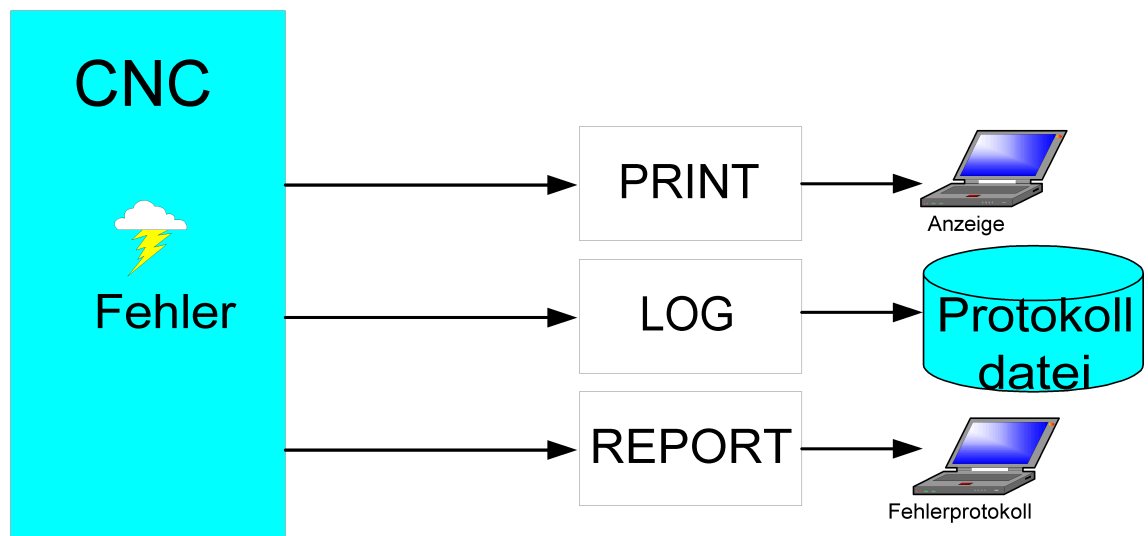 CNC
Fehler
PRINT
Anzeige
LOG
Protokoll
datei
REPORT
Fehlerprotokoll